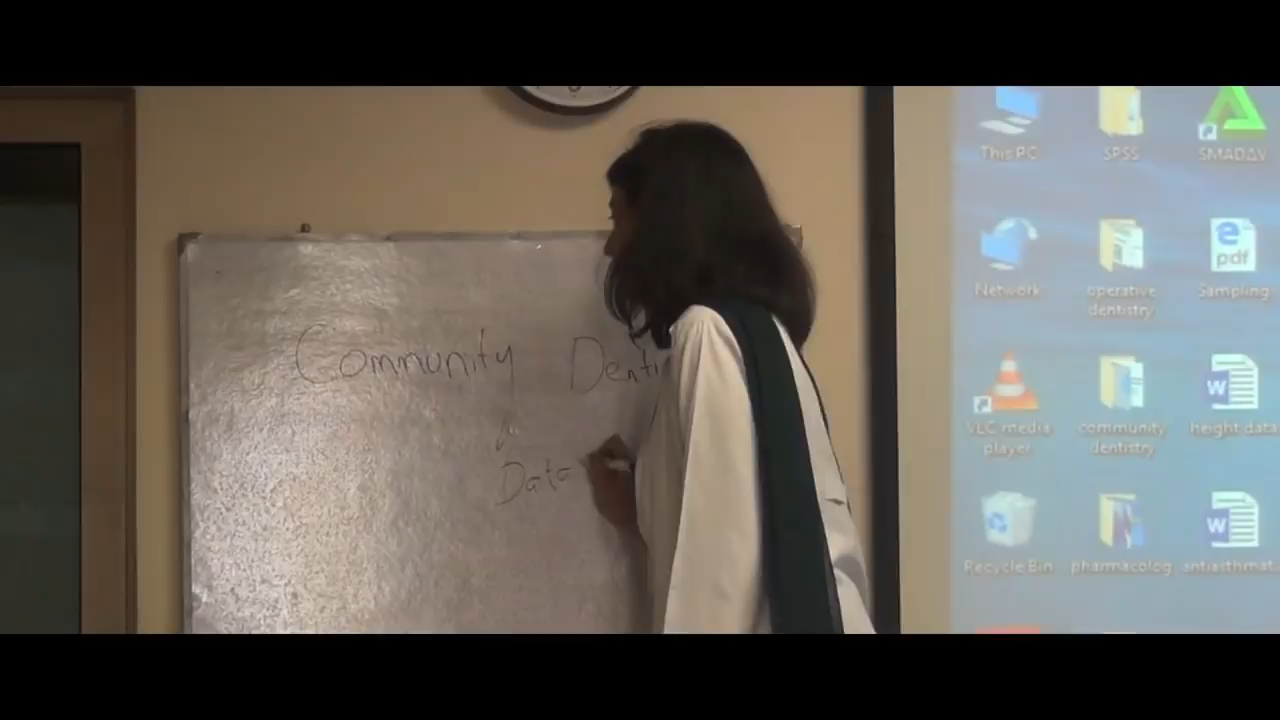 Community Denti
Data
This PC
SPSS
SMADAV
Network
operative
dentistry
pdf
Sampling
VLC media
player
community
dentistry
W
height data
Recycle Bin
pharmacolog...
W
antiasthmat...